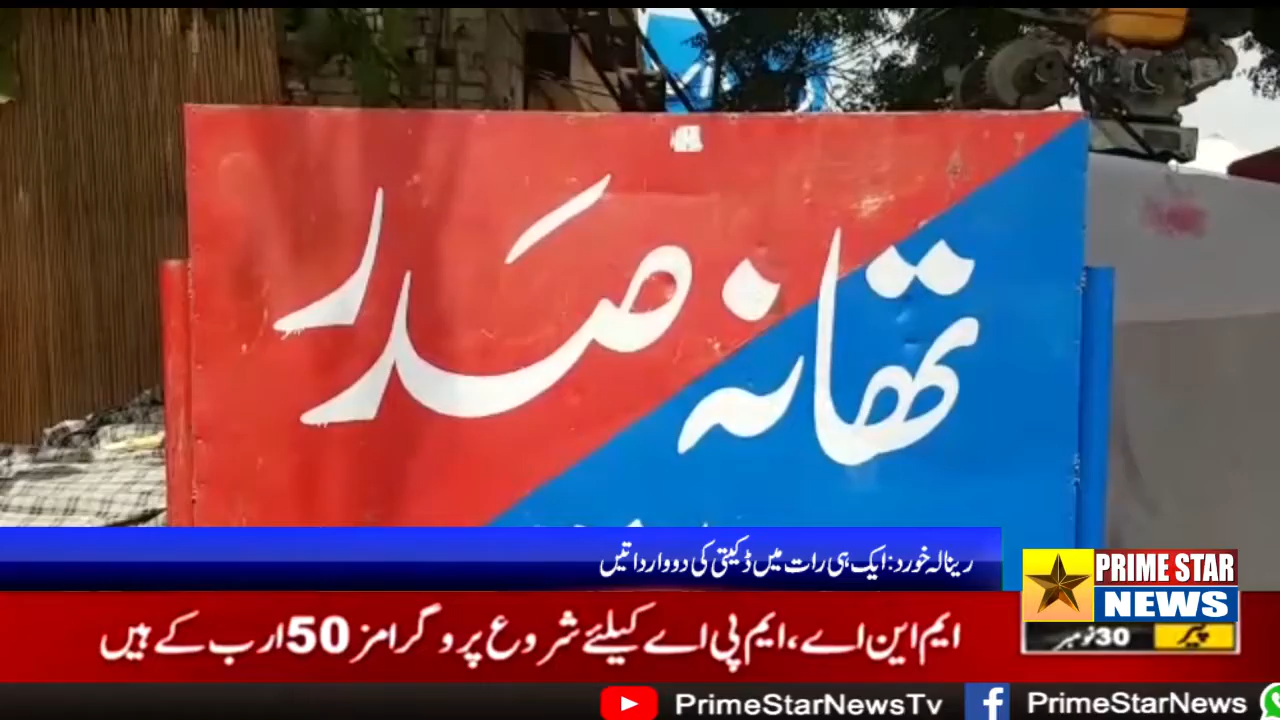 تھانہ صدر
رینالہ خورد: ایک ہی رات میں ڈکیتی کی دو وارداتیں
ایم این اے، ایم پی اے کیلئے شروع پروگرامز 50 ارب کے ہیں
PRIME STAR
NEWS
پیر 30 نومبر
PrimeStarNewsTv PrimeStarNews